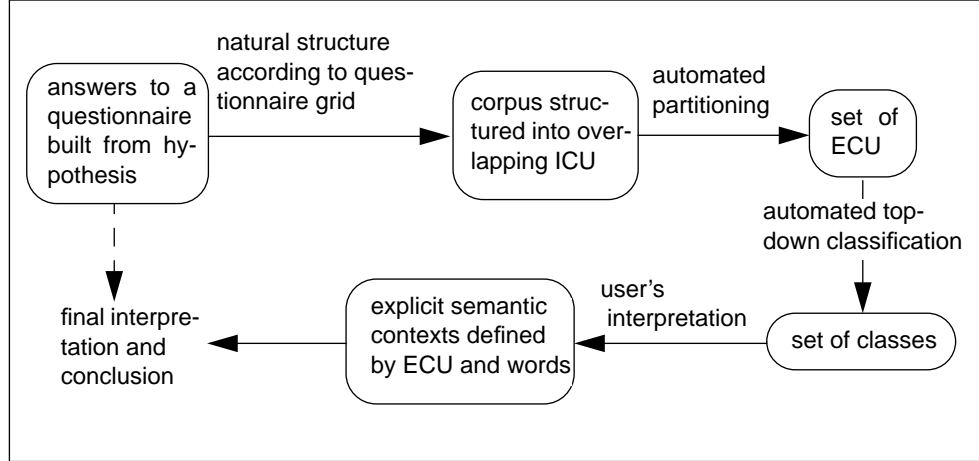 answers to a
questionnaire
built from hy-
pothesis
natural structure
according to ques-
tionnaire grid
corpus struc-
tured into over-
lapping ICU
automated
partitioning
set of
ECU
automated top-
down classification
set of classes
user's
interpretation
explicit semantic
contexts defined
by ECU and words
final interpre-
tation and
conclusion